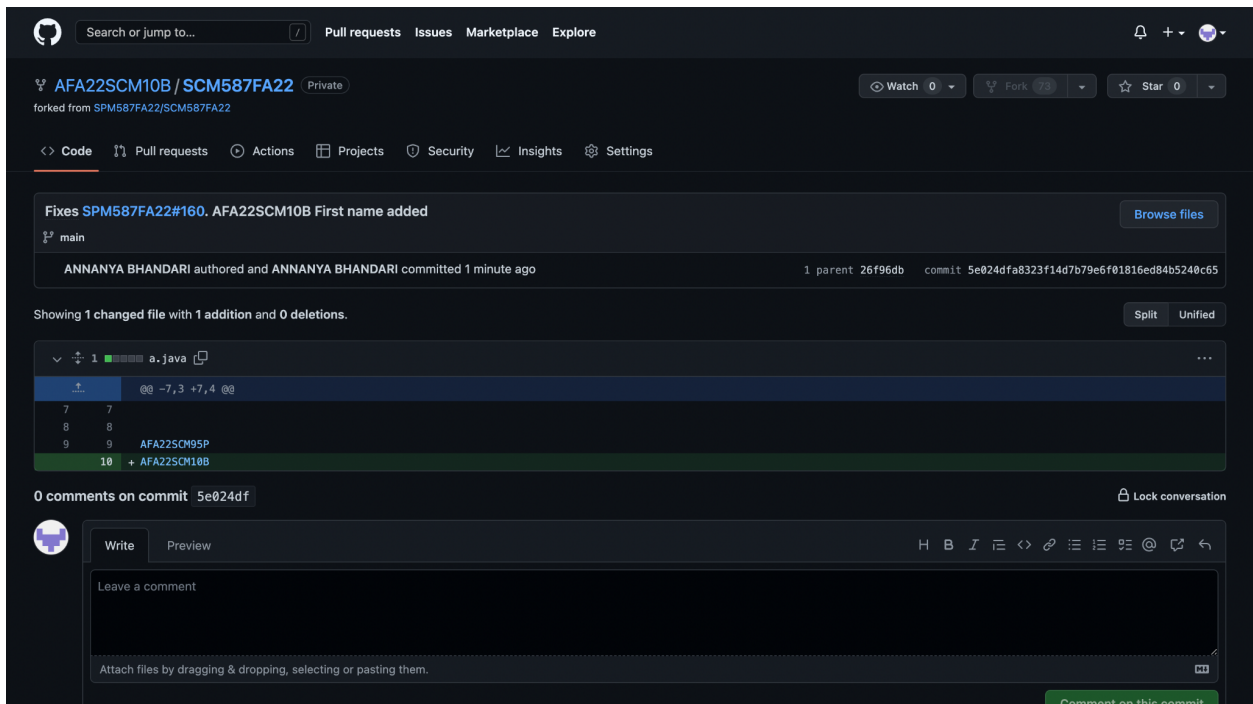 Search or jump to... / Pull requests Issues Marketplace Explore
AFA22SCM10B / SCM587FA22 Private Watch 0 Fork 73 Star 0
forked from SPM587FA22/SCM587FA22
<> Code Pull requests Actions Projects Security Insights Settings
Fixes SPM587FA22#160. AFA22SCM10B First name added Browse files
main
ANNANYA BHANDARI authored and ANNANYA BHANDARI committed 1 minute ago 1 parent 26f96db commit 5e024dfa8323f14d7b79e6f01816ed84b5240c65
Showing 1 changed file with 1 addition and 0 deletions. Split Unified
1 a.java ...
@@ -7,3 +7,4 @@
7 7
8 8
9 9 AFA22SCM95P
10 + AFA22SCM10B
0 comments on commit 5e024df Lock conversation
Write Preview H B I <> @
Leave a comment
Attach files by dragging & dropping, selecting or pasting them.
Comment on this commit